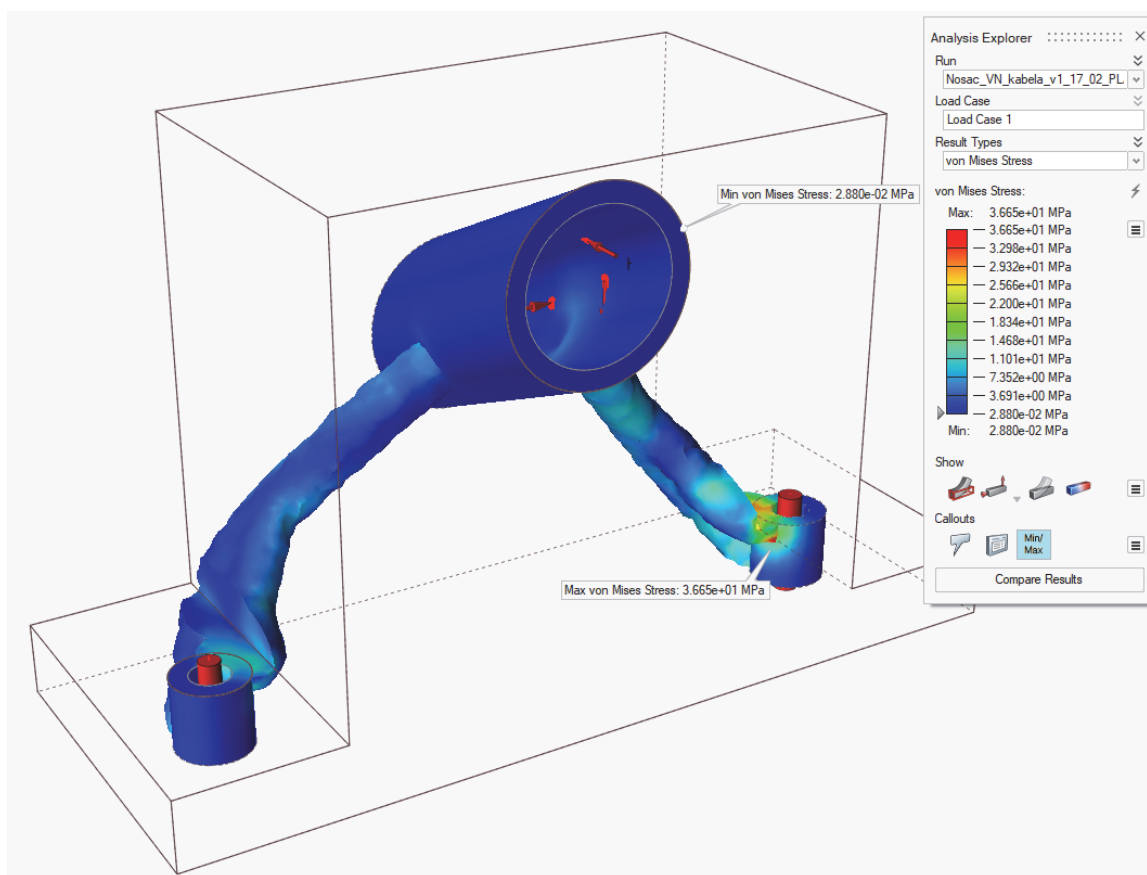 Analysis Explorer
Run
Nosac_VN_kabela_v1_17_02_PL
Load Case
Load Case 1
Result Types
von Mises Stress
von Mises Stress:
Max: 3.665e+01 MPa
3.665e+01 MPa
3.298e+01 MPa
2.932e+01 MPa
2.566e+01 MPa
2.200e+01 MPa
1.834e+01 MPa
1.468e+01 MPa
1.101e+01 MPa
7.352e+00 MPa
3.691e+00 MPa
2.880e-02 MPa
Min: 2.880e-02 MPa
Show
Callouts
Min/
Max
Compare Results
Min von Mises Stress: 2.880e-02 MPa
Max von Mises Stress: 3.665e+01 MPa